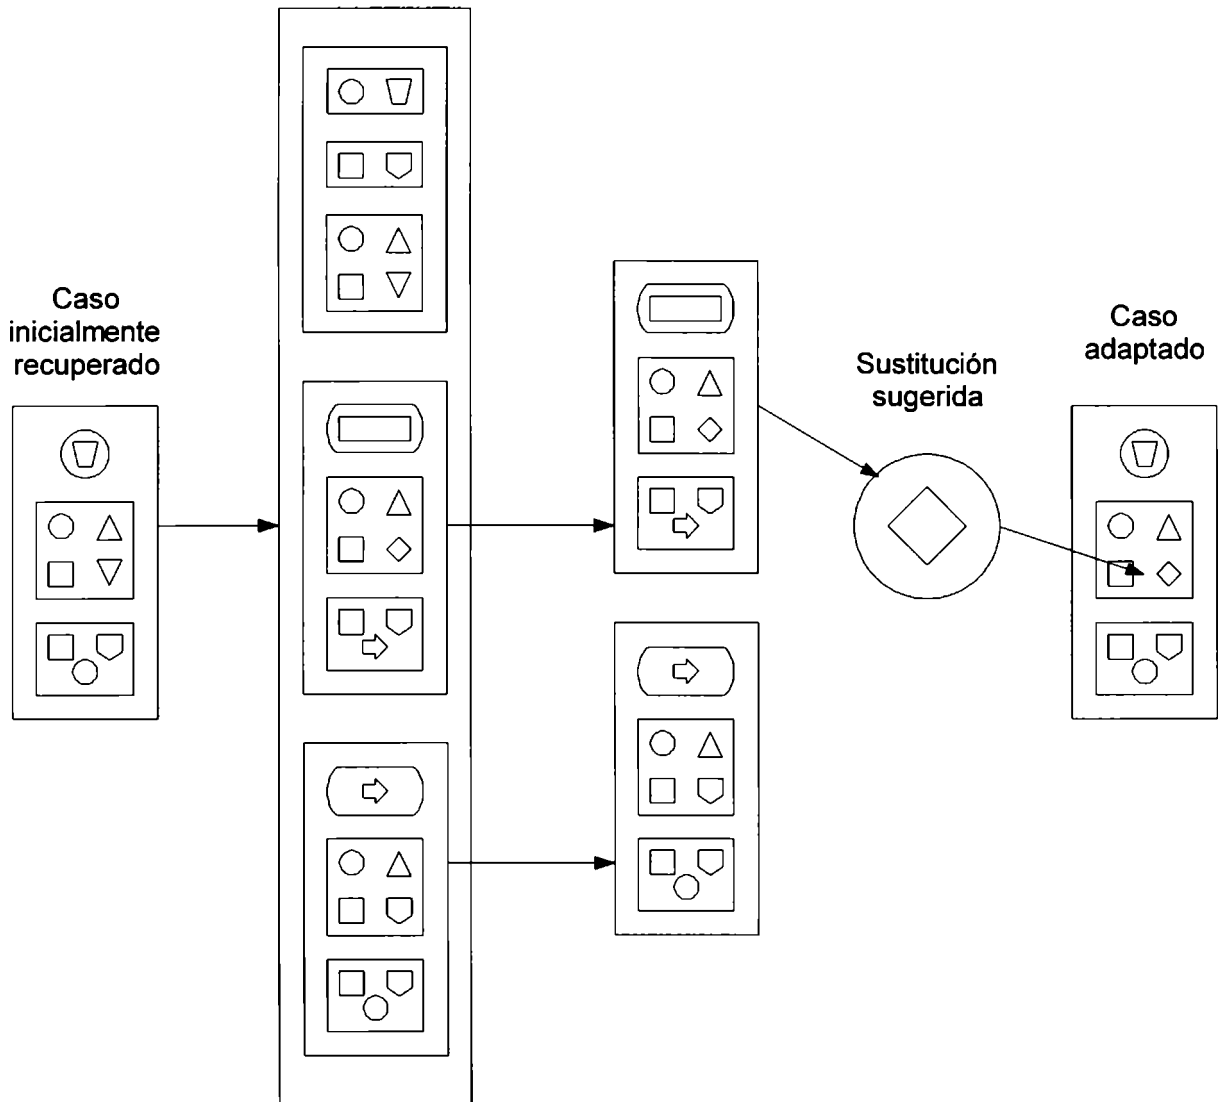 Caso
inicialmente
recuperado
Sustitución
sugerida
Caso
adaptado